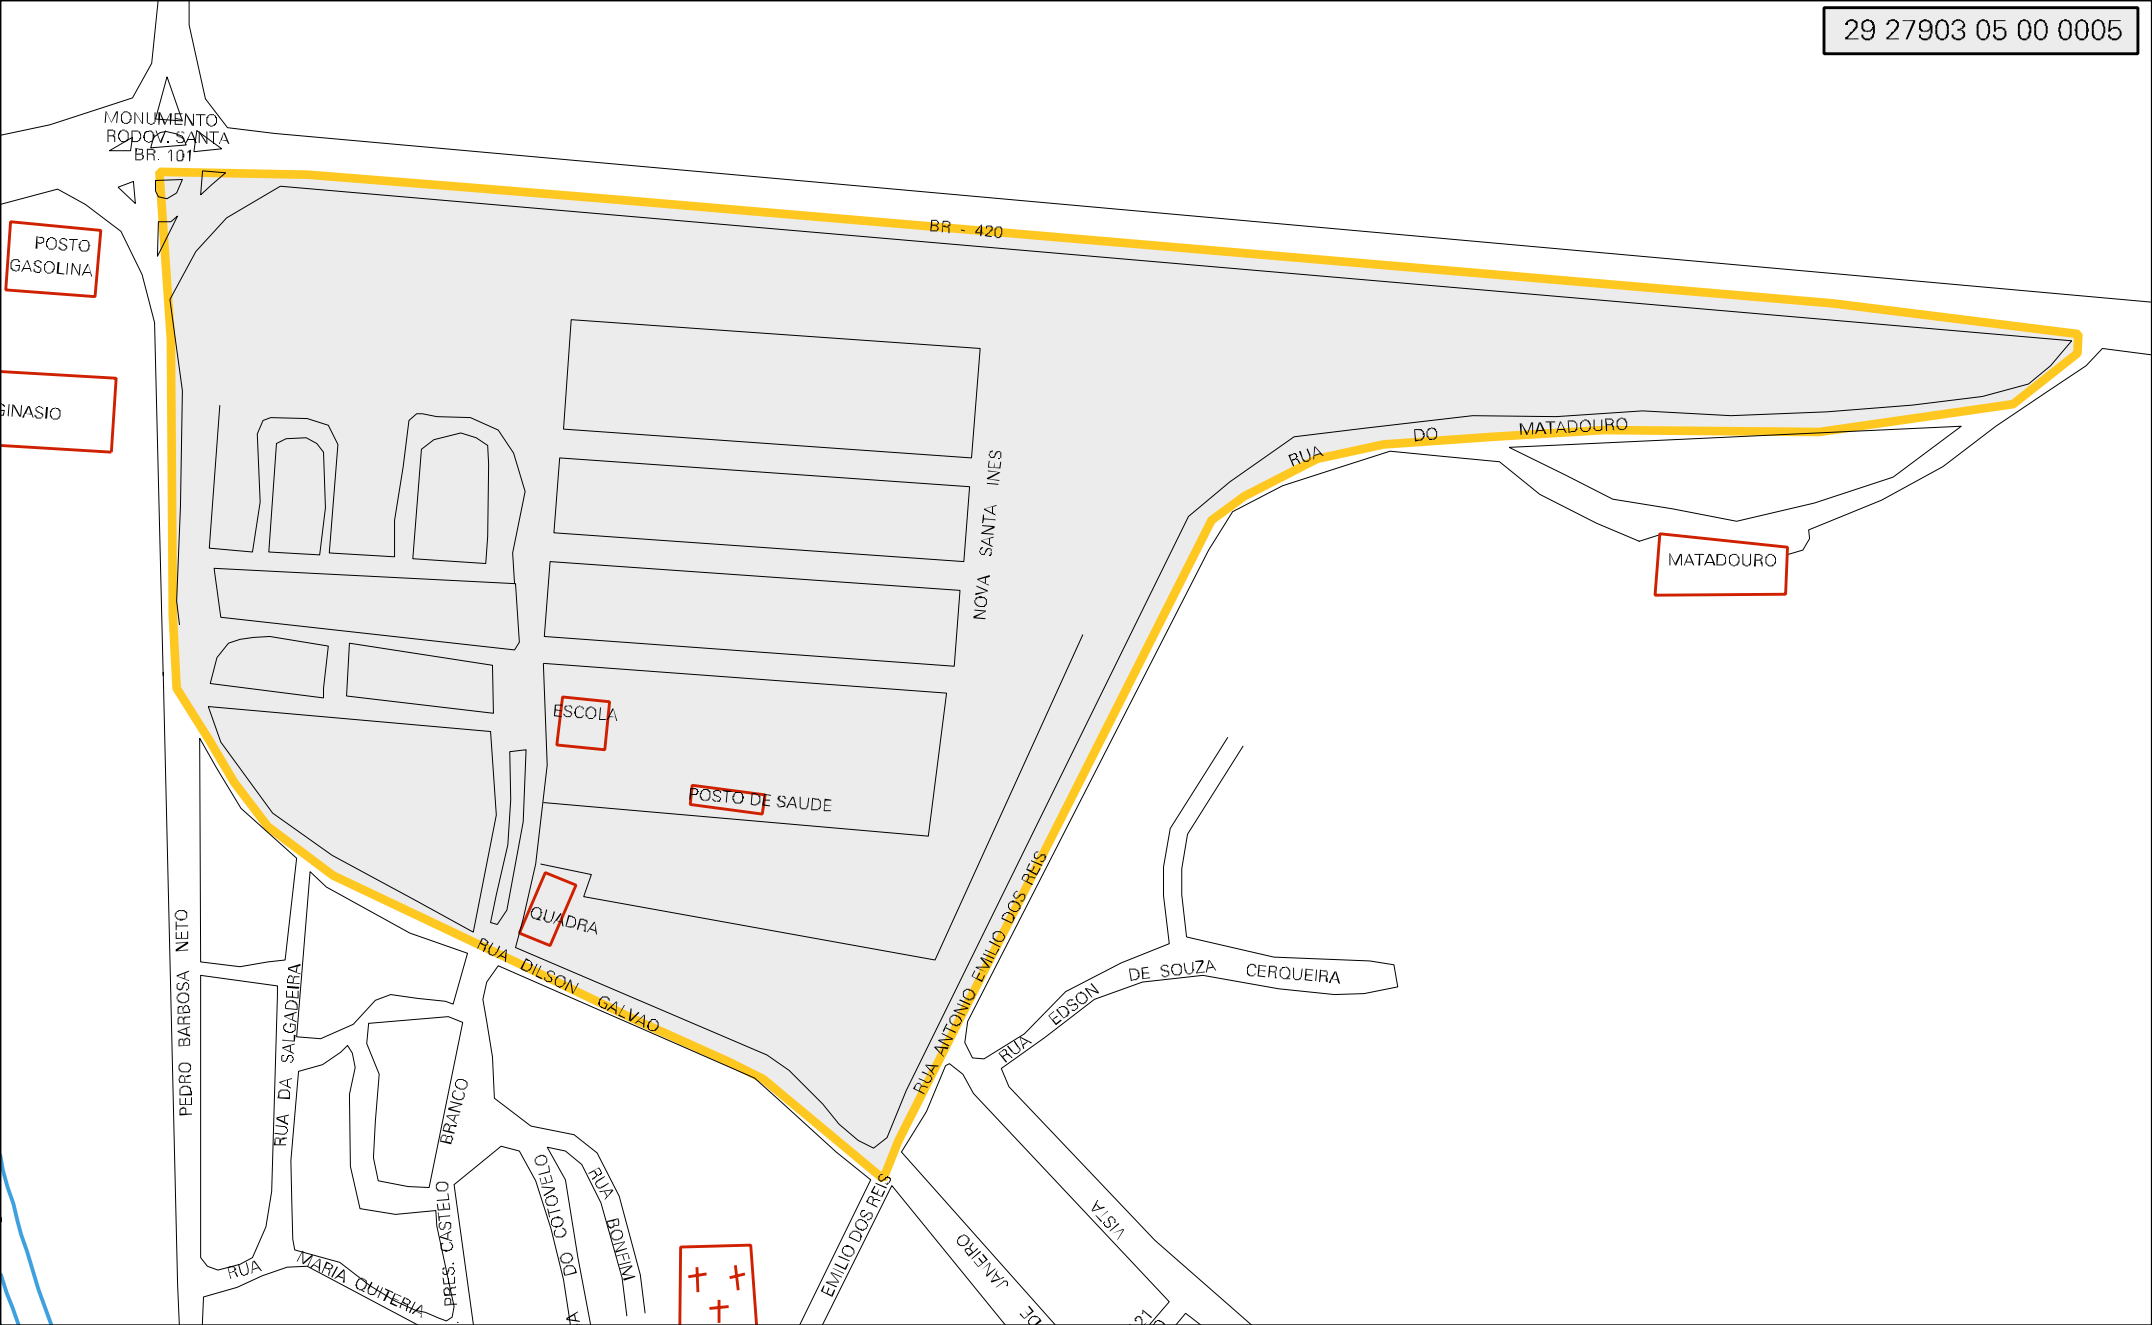 29 27903 05 00 0005
MONUMENTO
RODOV. SANTA
BR. 101
BR - 420
POSTO
GASOLINA
GINASIO
RUA DO MATADOURO
MATADOURO
NOVA SANTA INES
ESCOLA
POSTO DE SAUDE
QUADRA
RUA DILSON GALVAO
RUA ANTONIO EMILIO DOS REIS
RUA EDSON DE SOUZA CERQUEIRA
PEDRO BARBOSA NETO
RUA DA SALGADEIRA
PRES. CASTELO BRANCO
DO COTOVELO
RUA BONFIM
EMILIO DOS REIS
VISTA
DE JANEIRO
21
RUA MARIA QUITERIA